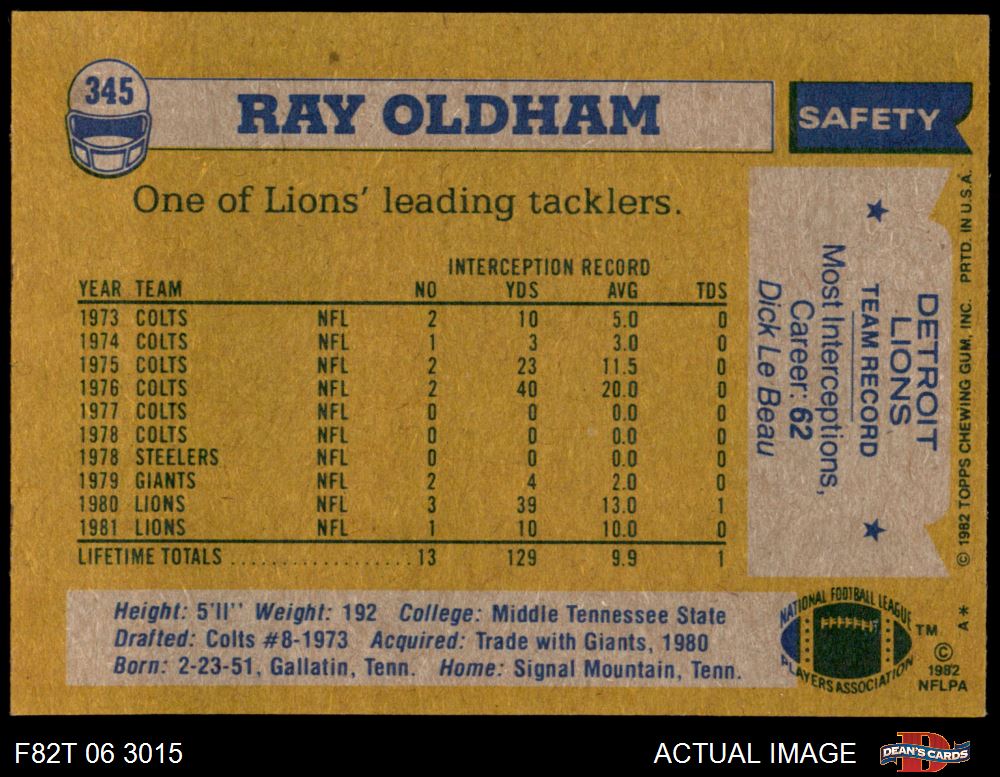 345
RAY OLDHAM
SAFETY
One of Lions' leading tacklers.
INTERCEPTION RECORD
YEAR TEAM NO YDS AVG TDS
1973 COLTS NFL 2 10 5.0 0
1974 COLTS NFL 1 3 3.0 0
1975 COLTS NFL 2 23 11.5 0
1976 COLTS NFL 2 40 20.0 0
1977 COLTS NFL 0 0 0.0 0
1978 COLTS NFL 0 0 0.0 0
1978 STEELERS NFL 0 0 0.0 0
1979 GIANTS NFL 2 4 2.0 0
1980 LIONS NFL 3 39 13.0 1
1981 LIONS NFL 1 10 10.0 0
LIFETIME TOTALS .................. 13 129 9.9 1
DETROIT
LIONS
TEAM RECORD
Most Interceptions,
Career: 62
Dick Le Beau
© 1982 TOPPS CHEWING GUM, INC. PRTD. IN U.S.A.
Height: 5'11'' Weight: 192 College: Middle Tennessee State
Drafted: Colts #8-1973 Acquired: Trade with Giants, 1980
Born: 2-23-51, Gallatin, Tenn. Home: Signal Mountain, Tenn.
NATIONAL FOOTBALL LEAGUE
PLAYERS ASSOCIATION
TM
A *
©
1982
NFLPA
F82T 06 3015
ACTUAL IMAGE
DEAN'S CARDS